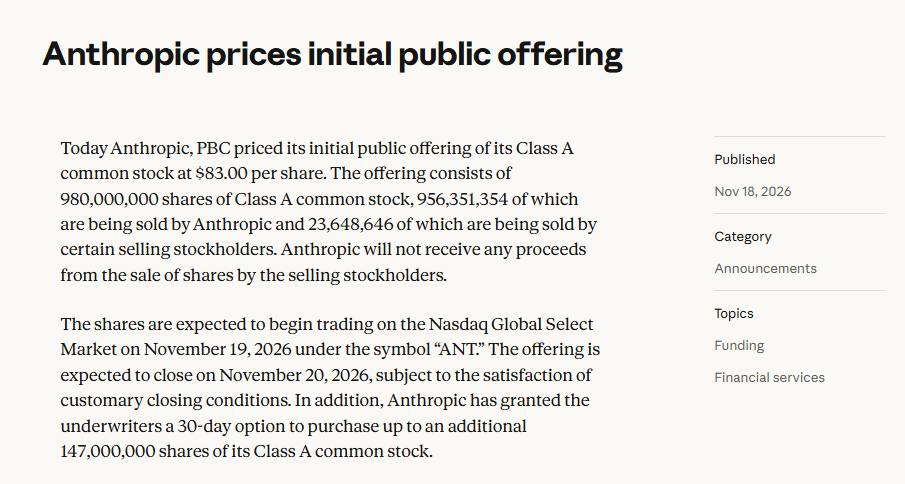 Anthropic prices initial public offering
Today Anthropic, PBC priced its initial public offering of its Class A
common stock at $83.00 per share. The offering consists of
980,000,000 shares of Class A common stock, 956,351,354 of which
are being sold by Anthropic and 23,648,646 of which are being sold by
certain selling stockholders. Anthropic will not receive any proceeds
from the sale of shares by the selling stockholders.
The shares are expected to begin trading on the Nasdaq Global Select
Market on November 19, 2026 under the symbol “ANT.” The offering is
expected to close on November 20, 2026, subject to the satisfaction of
customary closing conditions. In addition, Anthropic has granted the
underwriters a 30-day option to purchase up to an additional
147,000,000 shares of its Class A common stock.
Published
Nov 18, 2026
Category
Announcements
Topics
Funding
Financial services